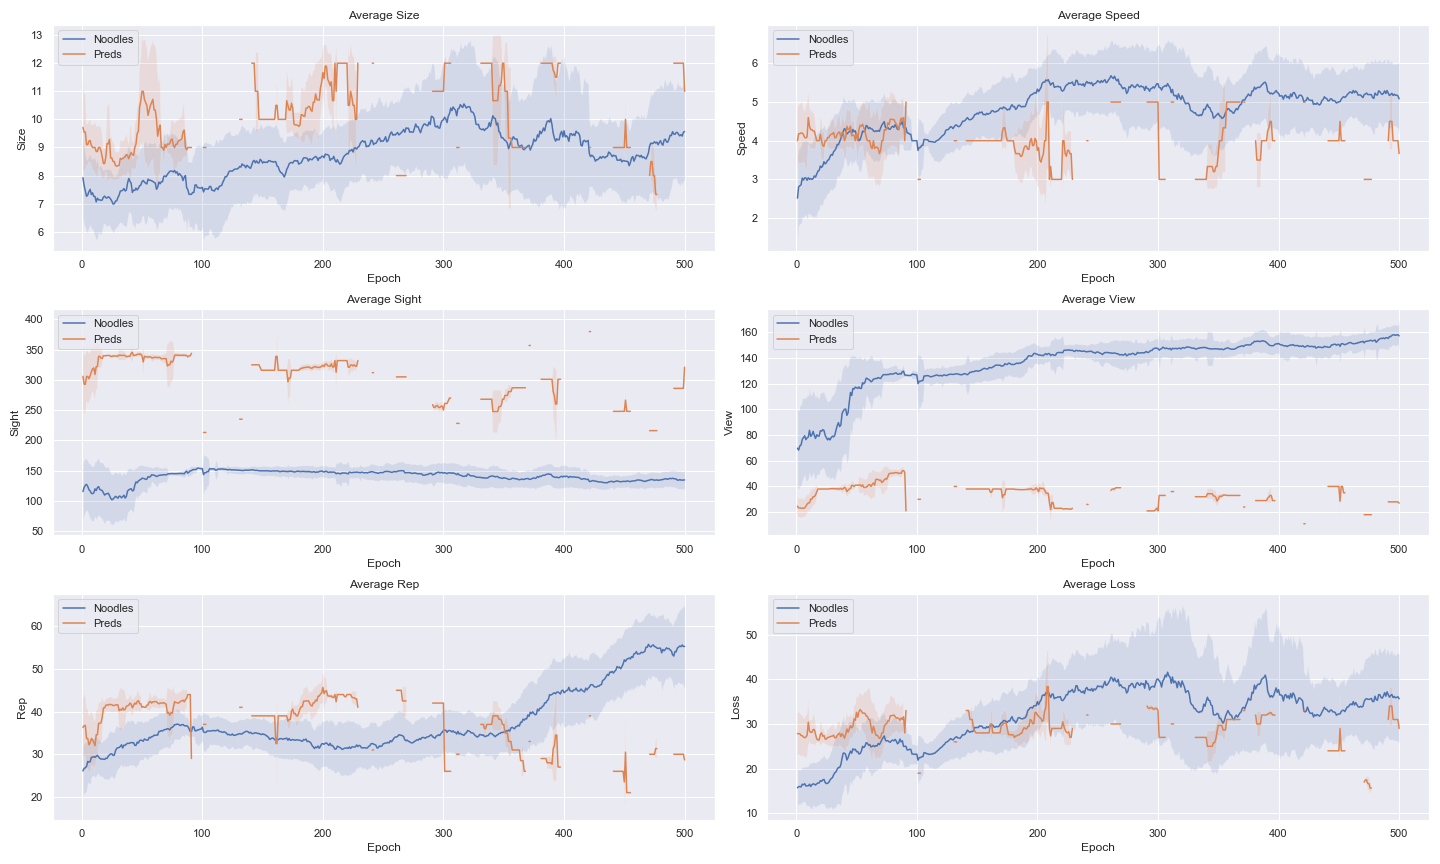 Average Size
13
12
11
10
9
8
7
6
Size
Noodles
Preds
0 100 200 300 400 500
Epoch
Average Speed
6
5
4
3
2
Speed
Noodles
Preds
0 100 200 300 400 500
Epoch
Average Sight
400
350
300
250
200
150
100
50
Sight
Noodles
Preds
0 100 200 300 400 500
Epoch
Average View
160
140
120
100
80
60
40
20
View
Noodles
Preds
0 100 200 300 400 500
Epoch
Average Rep
60
50
40
30
20
Rep
Noodles
Preds
0 100 200 300 400 500
Epoch
Average Loss
50
40
30
20
10
Loss
Noodles
Preds
0 100 200 300 400 500
Epoch